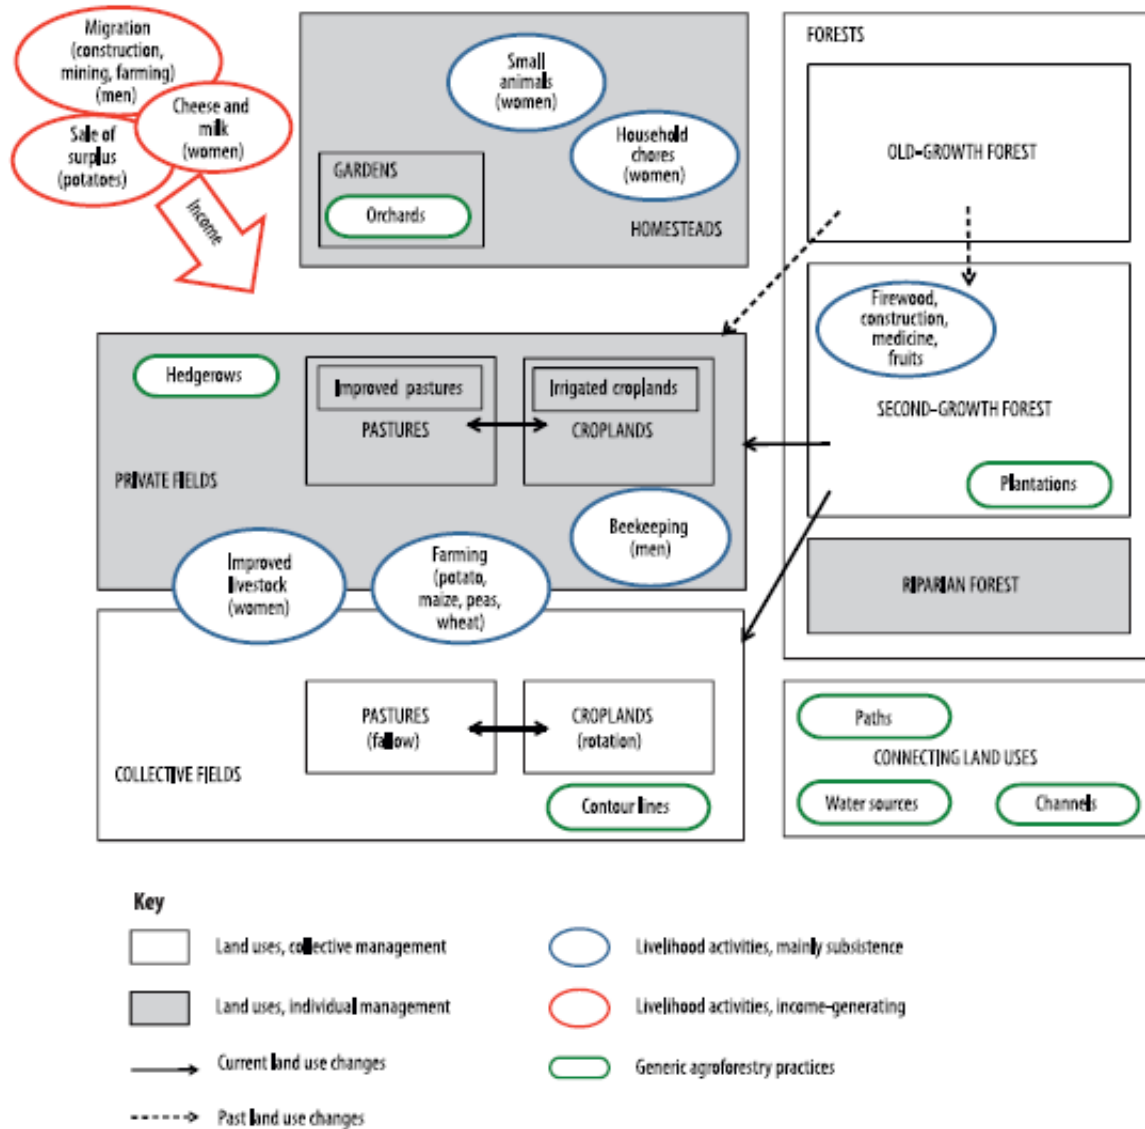 Migration
(construction,
mining, farming)
(men)
Cheese and
milk
(women)
Sale of
surplus
(potatoes)
Income
Small
animals
(women)
Household
chores
(women)
GARDENS
Orchards
HOMESTEADS
FORESTS
OLD-GROWTH FOREST
Firewood,
construction,
medicine,
fruits
SECOND-GROWTH FOREST
Plantations
RIPARIAN FOREST
Hedgerows
Improved pastures
PASTURES
Irrigated croplands
CROPLANDS
PRIVATE FIELDS
Beekeeping
(men)
Improved
livestock
(women)
Farming
(potato,
maize, peas,
wheat)
PASTURES
(fallow)
CROPLANDS
(rotation)
COLLECTIVE FIELDS
Contour lines
Paths
CONNECTING LAND USES
Water sources
Channels
Key
Land uses, collective management
Land uses, individual management
Current land use changes
Past land use changes
Livelihood activities, mainly subsistence
Livelihood activities, income-generating
Generic agroforestry practices